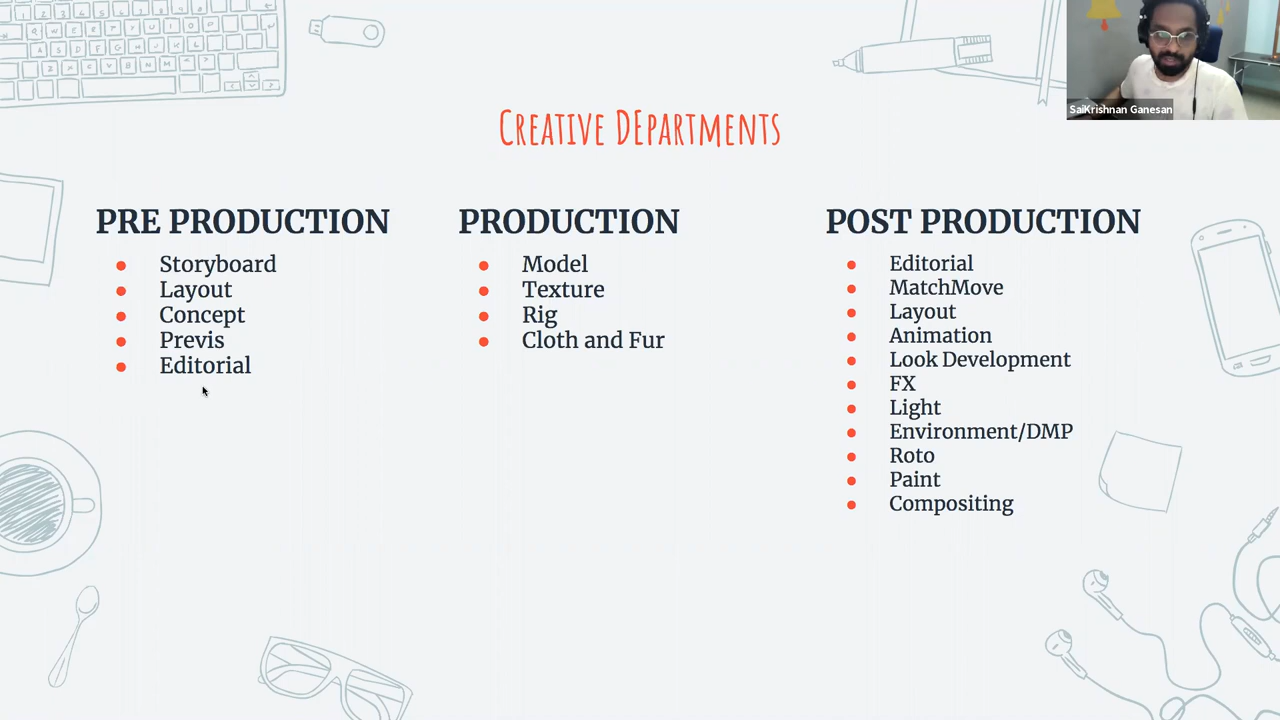 SaiKrishnan Ganesan
CREATIVE DEPARTMENTS
PRE PRODUCTION
Storyboard
Layout
Concept
Previs
Editorial
PRODUCTION
Model
Texture
Rig
Cloth and Fur
POST PRODUCTION
Editorial
MatchMove
Layout
Animation
Look Development
FX
Light
Environment/DMP
Roto
Paint
Compositing